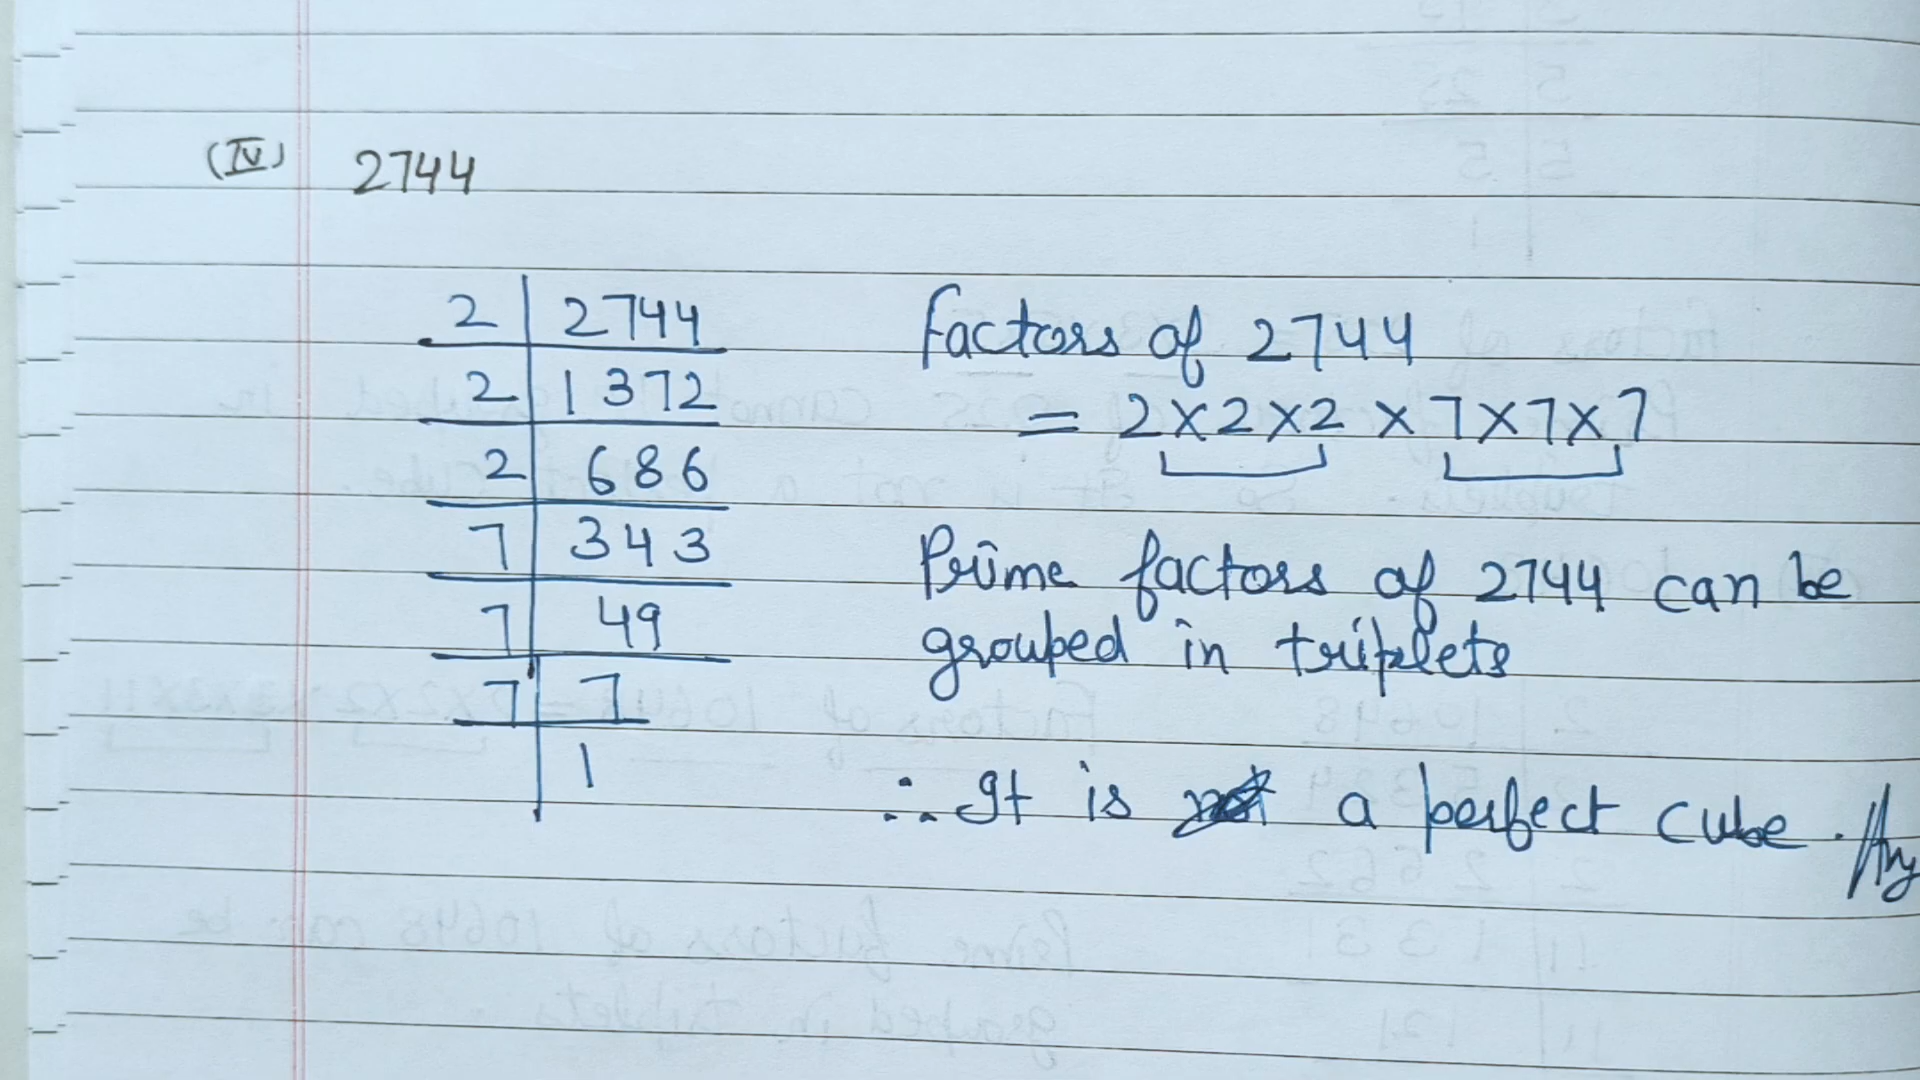 (IV) 2744
2 | 2744
2 | 1372
2 | 686
7 | 343
7 | 49
7 | 7
1
Factors of 2744
= 2×2×2 × 7×7×7
Prime factors of 2744 can be
grouped in triplets
∴ It is a perfect cube.